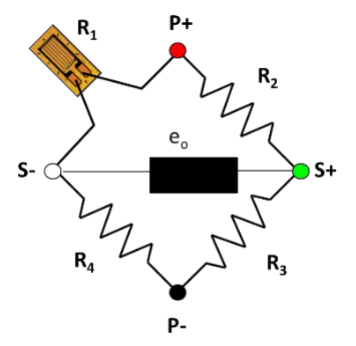 P+
R₁
R₂
eₒ
S-
S+
R₄
R₃
P-